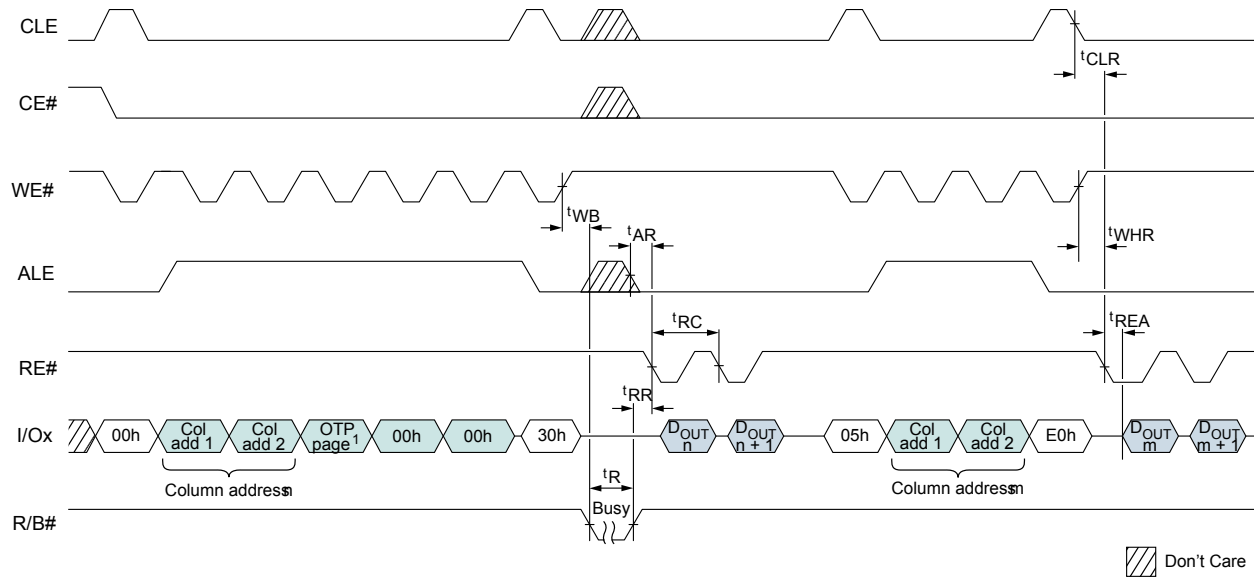 CLE
tCLR
CE#
WE#
tWB
tAR
tWHR
ALE
tRC
tREA
RE#
tRR
I/Ox
00h
Col add 1
Col add 2
OTP page1
00h
00h
30h
DOUT n
DOUT n + 1
05h
Col add 1
Col add 2
E0h
DOUT m
DOUT m + 1
Column address n
Column address m
tR
R/B#
Busy
Don't Care